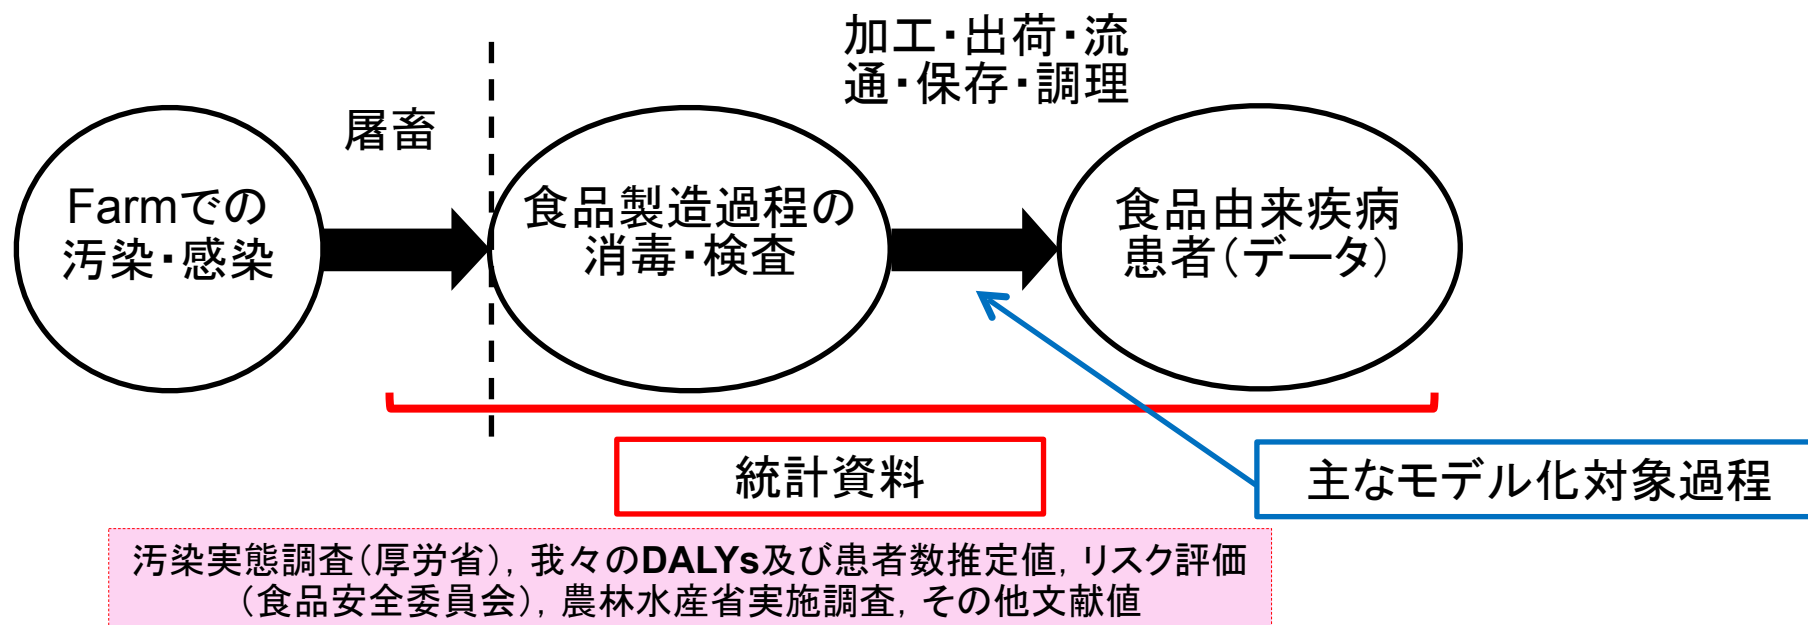 加工・出荷・流
通・保存・調理
屠畜
Farmでの
汚染・感染
食品製造過程の
消毒・検査
食品由来疾病
患者（データ）
統計資料
主なモデル化対象過程
汚染実態調査（厚労省）, 我々のDALYs及び患者数推定値, リスク評価
（食品安全委員会）, 農林水産省実施調査, その他文献値